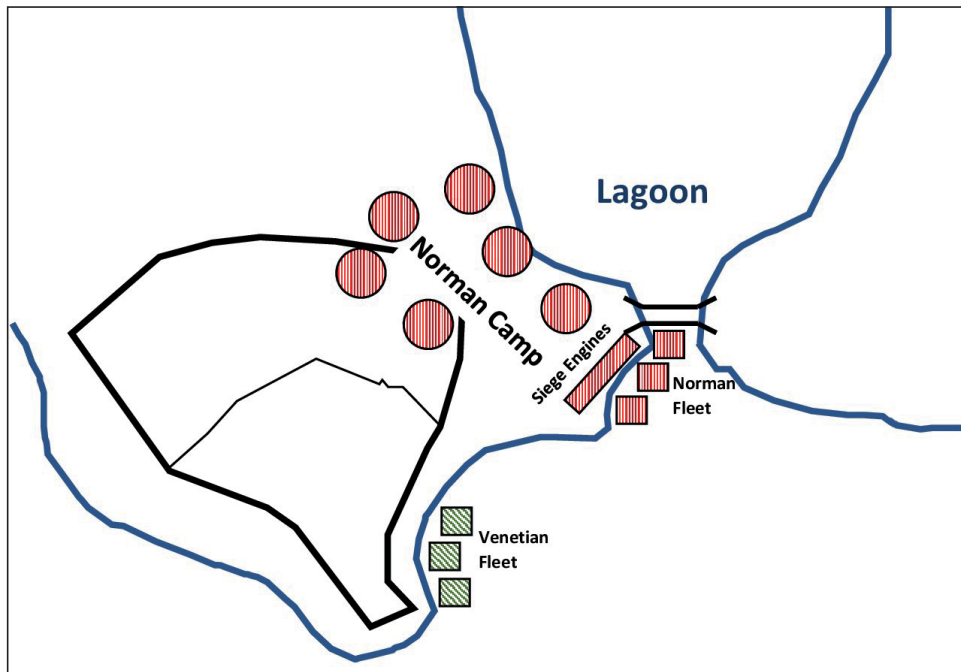 Lagoon
Norman Camp
Siege Engines
Norman
Fleet
Venetian
Fleet